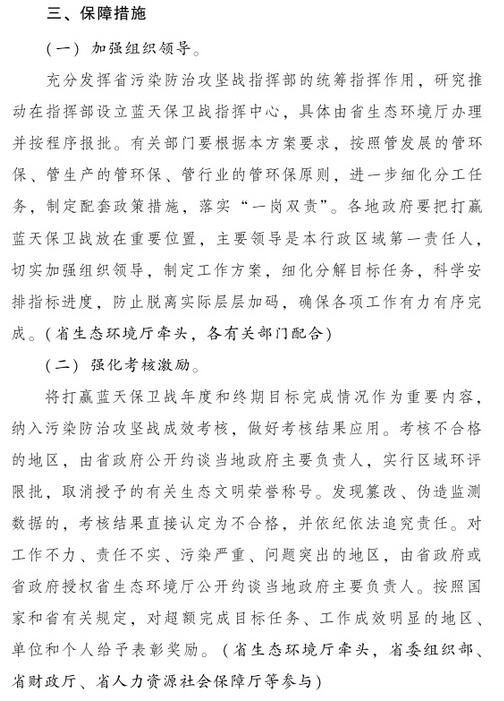 三、保障措施
（一）加强组织领导。
充分发挥省污染防治攻坚战指挥部的统筹指挥作用，研究推
动在指挥部设立蓝天保卫战指挥中心，具体由省生态环境厅办理
并按程序报批。有关部门要根据本方案要求，按照管发展的管环
保、管生产的管环保、管行业的管环保原则，进一步细化分工任
务，制定配套政策措施，落实“一岗双责”。各地政府要把打赢
蓝天保卫战放在重要位置，主要领导是本行政区域第一责任人，
切实加强组织领导，制定工作方案，细化分解目标任务，科学安
排指标进度，防止脱离实际层层加码，确保各项工作有力有序完
成。（省生态环境厅牵头，各有关部门配合）
（二）强化考核激励。
将打赢蓝天保卫战年度和终期目标完成情况作为重要内容，
纳入污染防治攻坚战成效考核，做好考核结果应用。考核不合格
的地区，由省政府公开约谈当地政府主要负责人，实行区域环评
限批，取消授予的有关生态文明荣誉称号。发现篡改、伪造监测
数据的，考核结果直接认定为不合格，并依纪依法追究责任。对
工作不力、责任不实、污染严重、问题突出的地区，由省政府或
省政府授权省生态环境厅公开约谈当地政府主要负责人。按照国
家和省有关规定，对超额完成目标任务、工作成效明显的地区、
单位和个人给予表彰奖励。（省生态环境厅牵头，省委组织部、
省财政厅、省人力资源社会保障厅等参与）